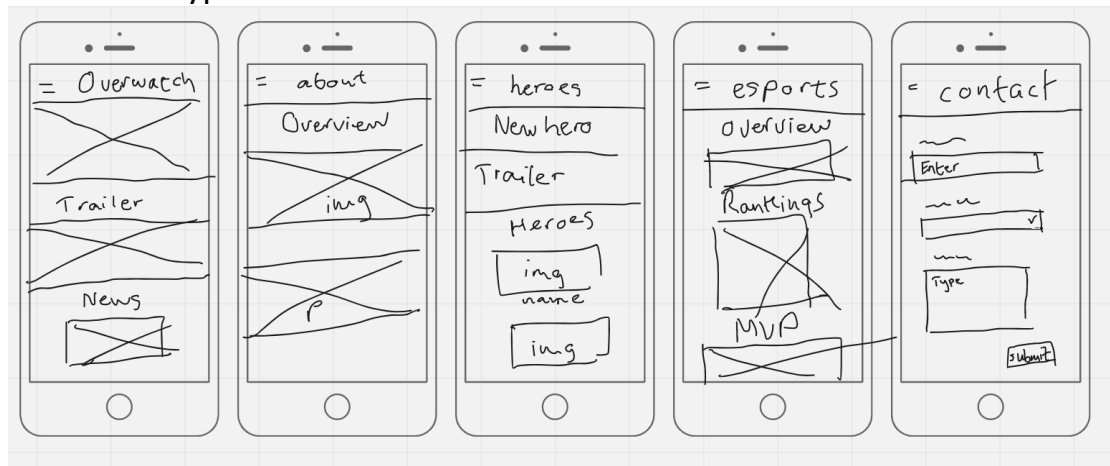 = Overwatch
Trailer
News
= about
Overview
img
P
= heroes
New hero
Trailer
Heroes
img
name
img
= esports
Overview
Rankings
MVP
= contact
Enter
Type
submit